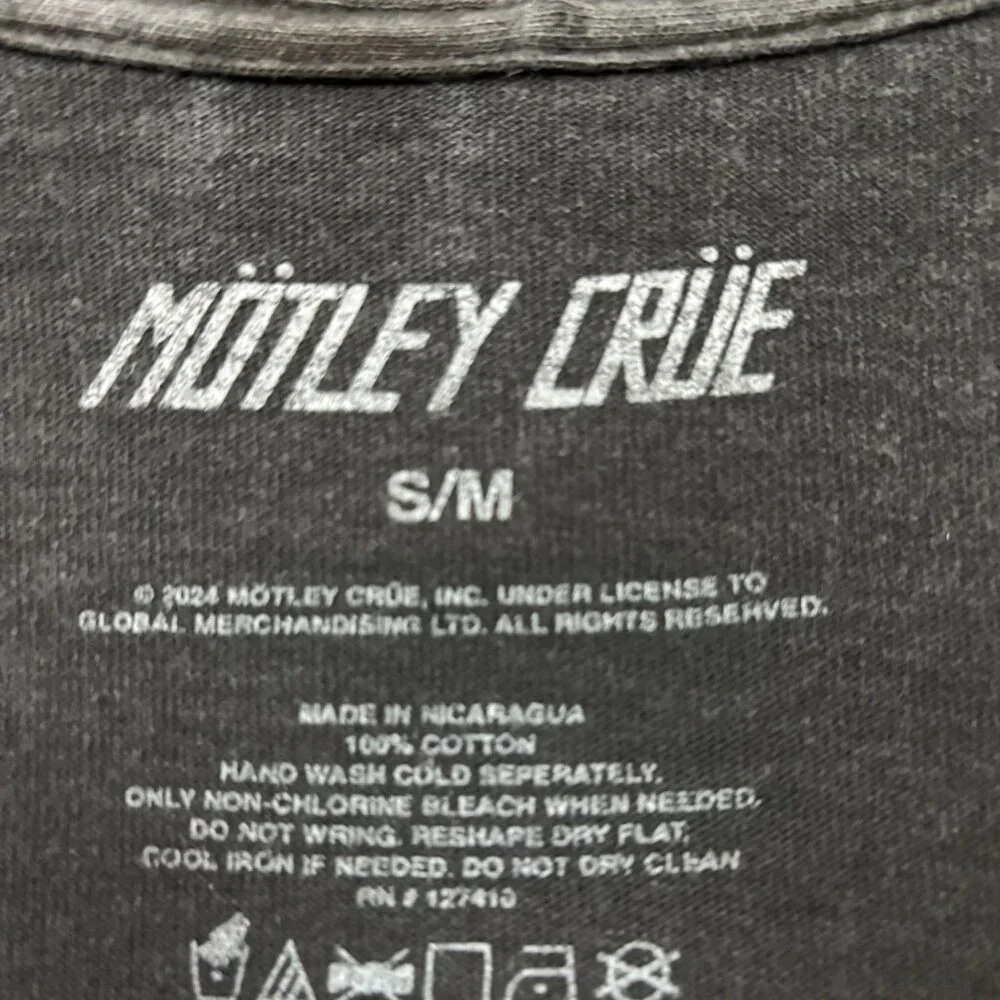 MÖTLEY CRÜE
S/M
© 2024 MÖTLEY CRÜE, INC. UNDER LICENSE TO
GLOBAL MERCHANDISING LTD. ALL RIGHTS RESERVED.
MADE IN NICARAGUA
100% COTTON
HAND WASH COLD SEPERATELY.
ONLY NON-CHLORINE BLEACH WHEN NEEDED.
DO NOT WRING. RESHAPE DRY FLAT.
COOL IRON IF NEEDED. DO NOT DRY CLEAN
RN # 127410